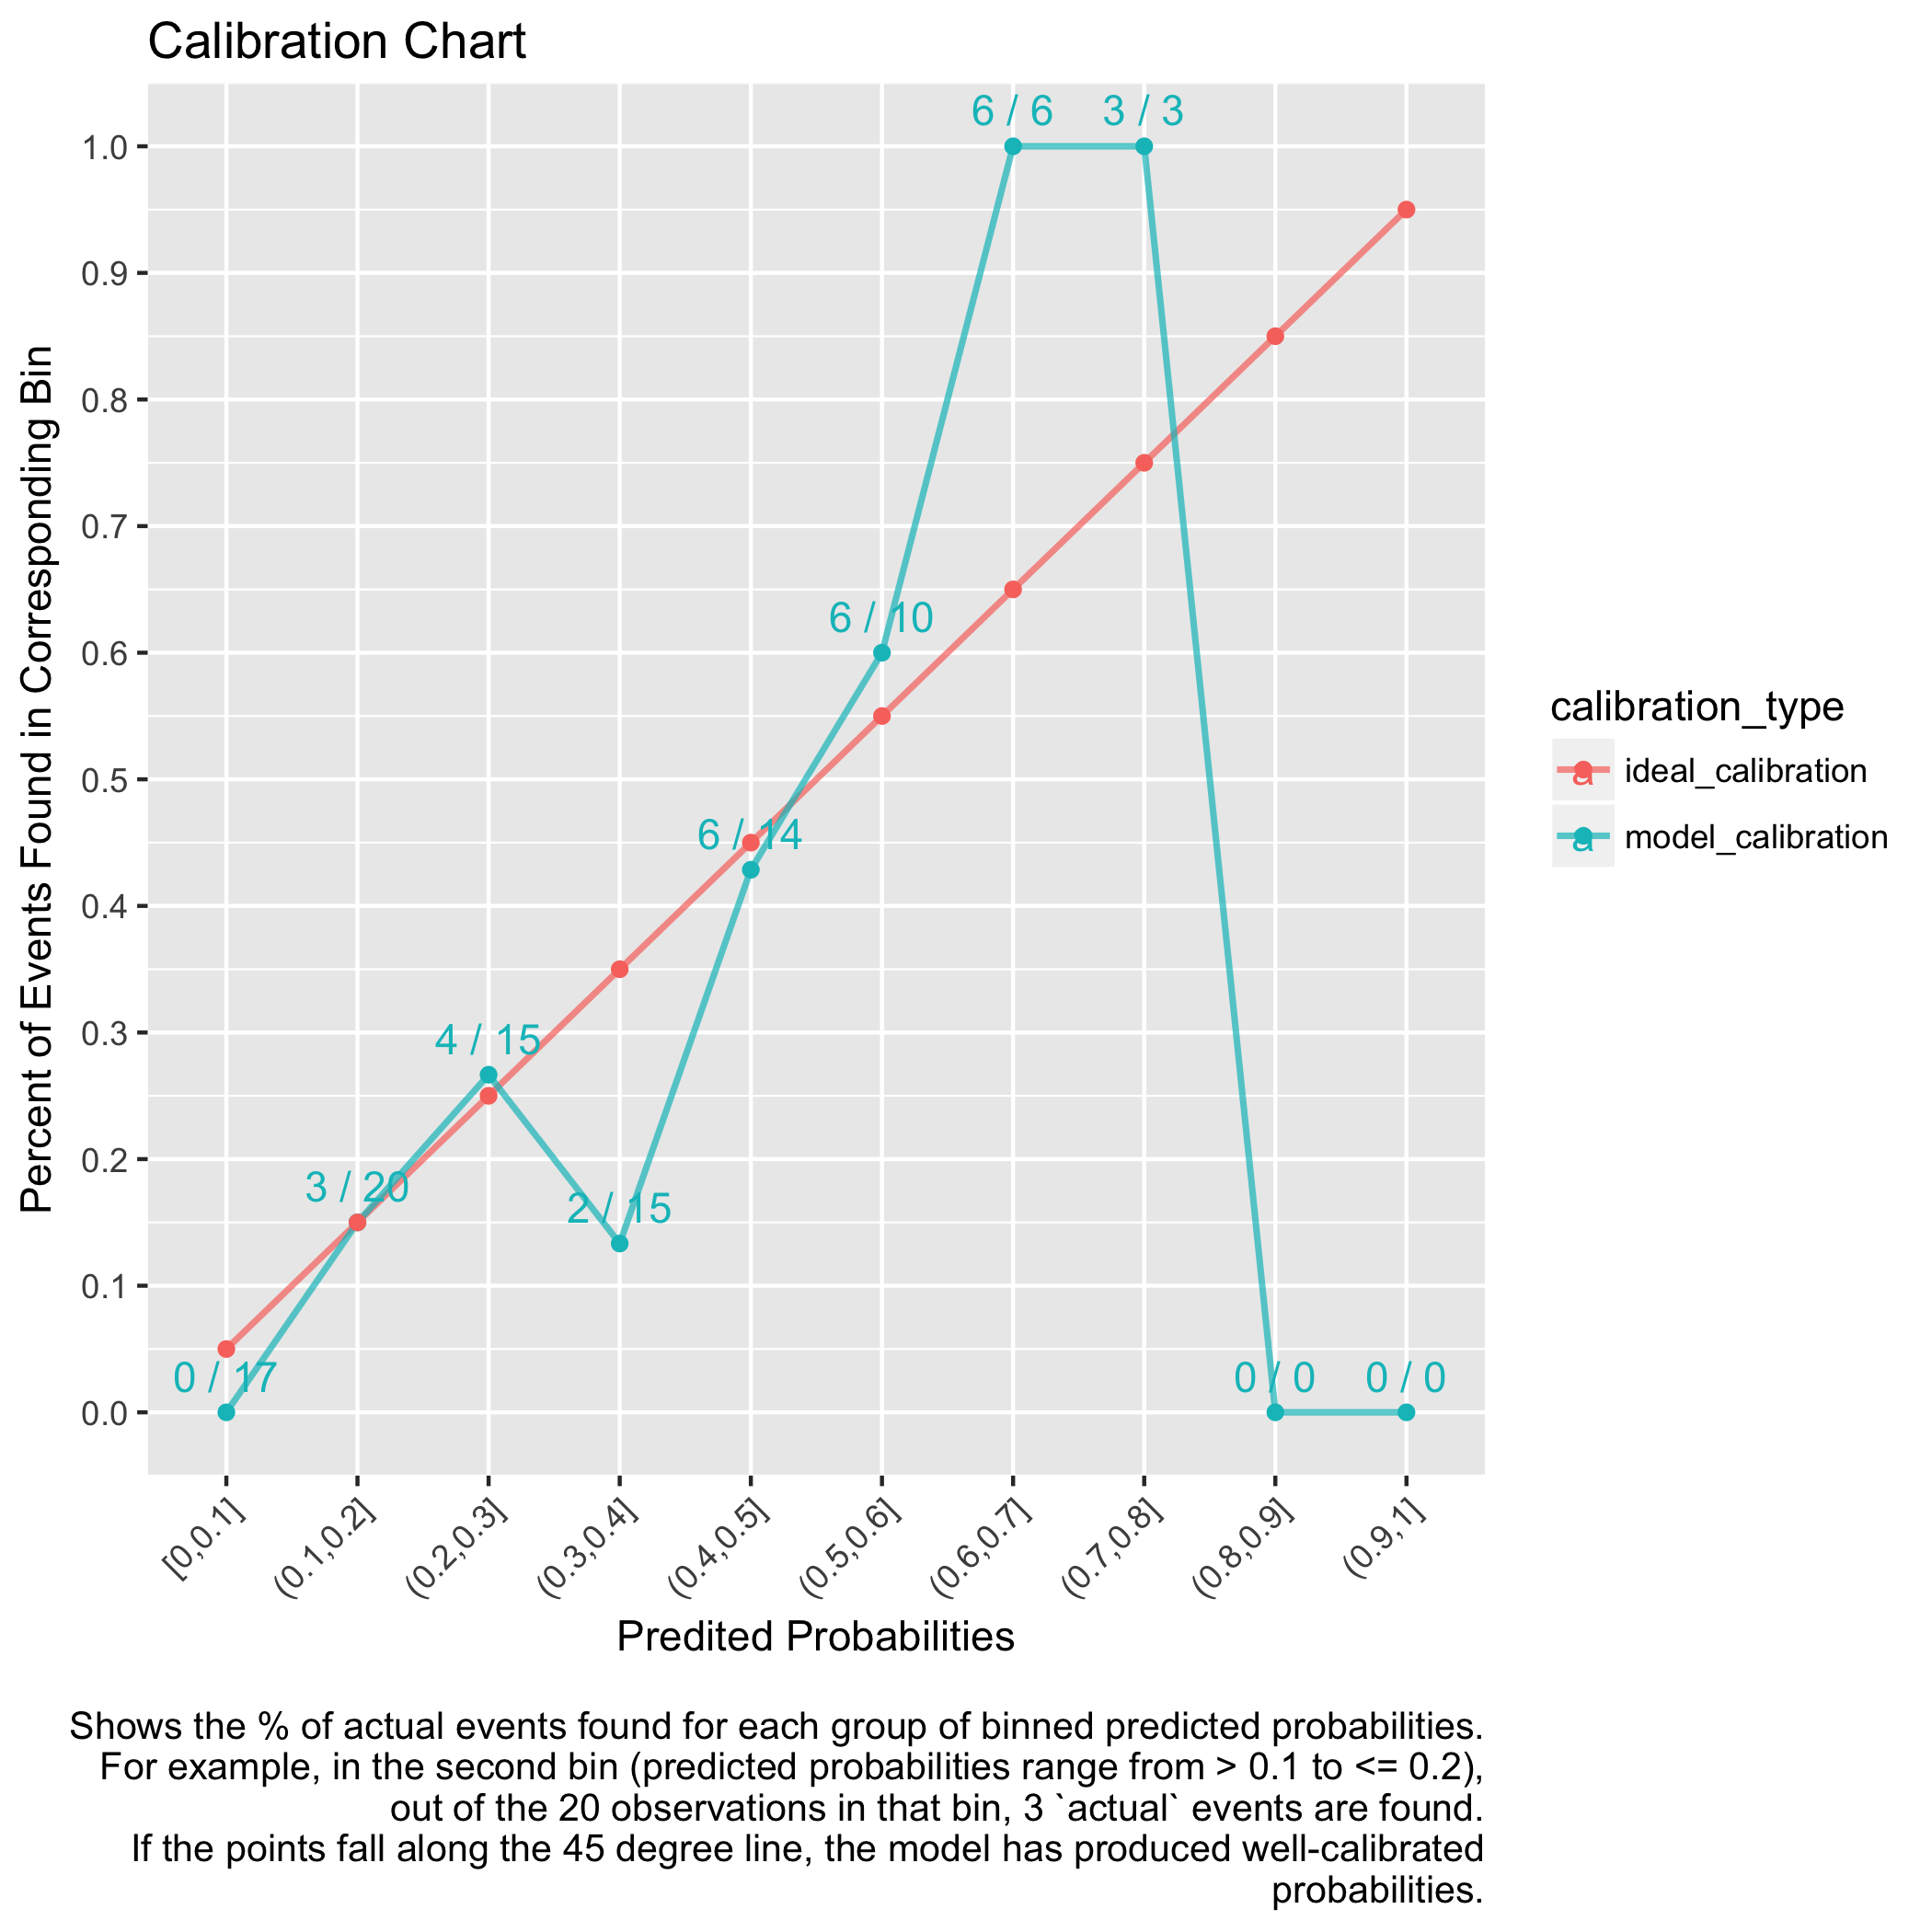 Calibration Chart
6 / 6 3 / 3
1.0
0.9
0.8
0.7
6 / 10
0.6
0.5
6 / 14
0.4
4 / 15
0.3
3 / 20
0.2
2 / 15
0.1
0 / 17 0 / 0 0 / 0
0.0
Percent of Events Found in Corresponding Bin
[0,0.1] (0.1,0.2] (0.2,0.3] (0.3,0.4] (0.4,0.5] (0.5,0.6] (0.6,0.7] (0.7,0.8] (0.8,0.9] (0.9,1]
Predited Probabilities
calibration_type
a ideal_calibration
a model_calibration
Shows the % of actual events found for each group of binned predicted probabilities.
For example, in the second bin (predicted probabilities range from > 0.1 to <= 0.2),
out of the 20 observations in that bin, 3 `actual` events are found.
If the points fall along the 45 degree line, the model has produced well-calibrated
probabilities.